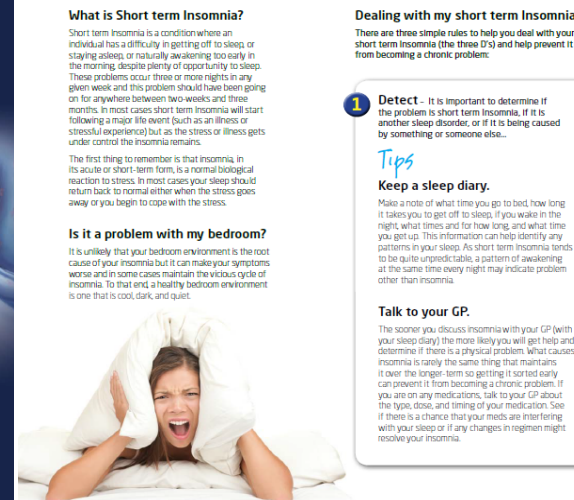 What is Short term Insomnia?
Short term Insomnia is a condition where an
individual has a difficulty in getting off to sleep, or
staying asleep, or naturally awakening too early in
the morning, despite plenty of opportunity to sleep.
These problems occur three or more nights in any
given week and this problem should have been going
on for anywhere between two-weeks and three
months. In most cases short term Insomnia will start
following a major life event (such as an illness or
stressful experience) but as the stress or illness gets
under control the insomnia remains.
The first thing to remember is that insomnia, in
its acute or short-term form, is a normal biological
reaction to stress. In most cases your sleep should
return back to normal either when the stress goes
away or you begin to cope with the stress.
Is it a problem with my bedroom?
It is unlikely that your bedroom environment is the root
cause of your insomnia but it can make your symptoms
worse and in some cases maintain the vicious cycle of
insomnia. To that end, a healthy bedroom environment
is one that is cool, dark, and quiet.
Dealing with my short term Insomnia
There are three simple rules to help you deal with your
short term Insomnia (the three D's) and help prevent it
from becoming a chronic problem:
1
Detect - It is important to determine if
the problem is short term Insomnia, if it is
another sleep disorder, or if it is being caused
by something or someone else...
Tips
Keep a sleep diary.
Make a note of what time you go to bed, how long
it takes you to get off to sleep, if you wake in the
night, what times and for how long, and what time
you get up. This information can help identify any
patterns in your sleep. As short term Insomnia tends
to be quite unpredictable, a pattern of awakening
at the same time every night may indicate problem
other than insomnia.
Talk to your GP.
The sooner you discuss insomnia with your GP (with
your sleep diary) the more likely you will get help and
determine if there is a physical problem. What causes
insomnia is rarely the same thing that maintains
it over the longer-term so getting it sorted early
can prevent it from becoming a chronic problem. If
you are on any medications, talk to your GP about
the type, dose, and timing of your medication. See
if there is a chance that your meds are interfering
with your sleep or if any changes in regimen might
resolve your insomnia.